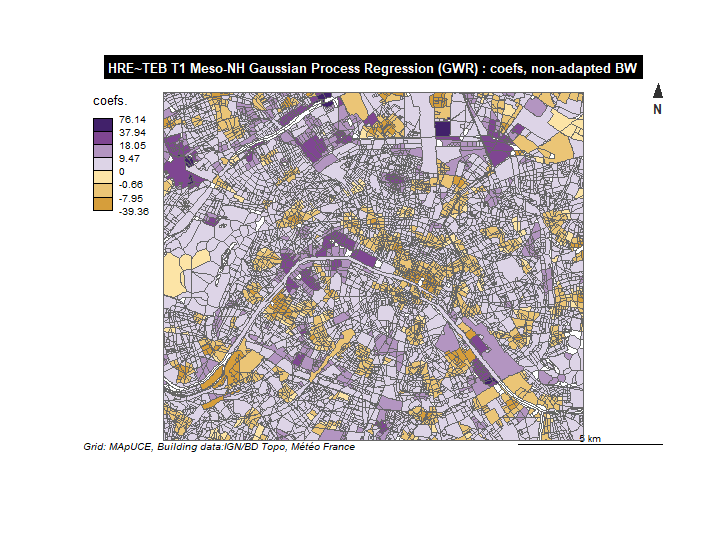 HRE~TEB T1 Meso-NH Gaussian Process Regression (GWR) : coefs, non-adapted BW
coefs.
76.14
37.94
18.05
9.47
0
-0.66
-7.95
-39.36
N
5 km
Grid: MApUCE, Building data:IGN/BD Topo, Météo France